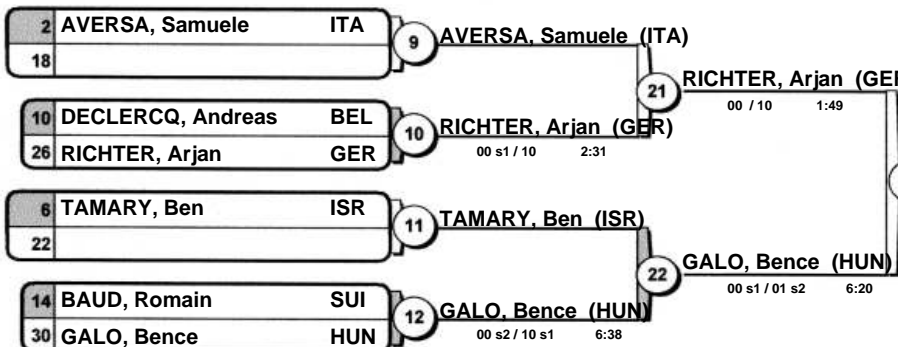 2 AVERSA, Samuele ITA
18
9
AVERSA, Samuele (ITA)
10 DECLERCQ, Andreas BEL
26 RICHTER, Arjan GER
10
RICHTER, Arjan (GER)
00 s1 / 10 2:31
21
RICHTER, Arjan (GER
00 / 10 1:49
6 TAMARY, Ben ISR
22
11
TAMARY, Ben (ISR)
14 BAUD, Romain SUI
30 GALO, Bence HUN
12
GALO, Bence (HUN)
00 s2 / 10 s1 6:38
22
GALO, Bence (HUN)
00 s1 / 01 s2 6:20